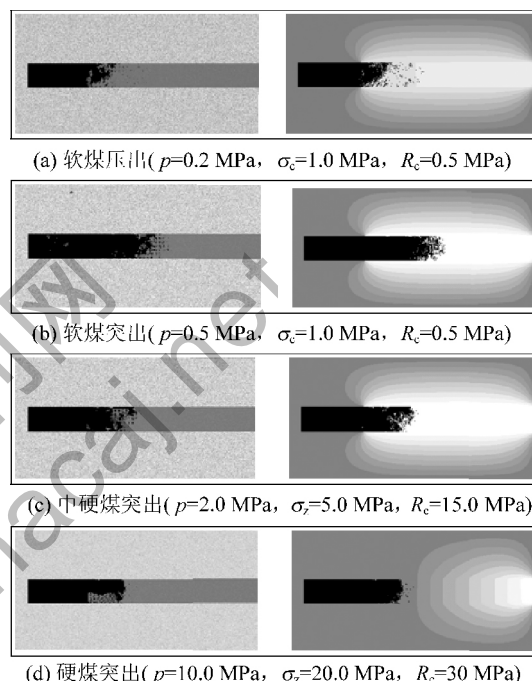 (a) 软煤压出( p=0.2 MPa，σc=1.0 MPa，Rc=0.5 MPa)
(b) 软煤突出( p=0.5 MPa，σc=1.0 MPa，Rc=0.5 MPa)
(c) 中硬煤突出( p=2.0 MPa，σz=5.0 MPa，Rc=15.0 MPa)
(d) 硬煤突出( p=10.0 MPa，σz=20.0 MPa，Rc=30 MPa)